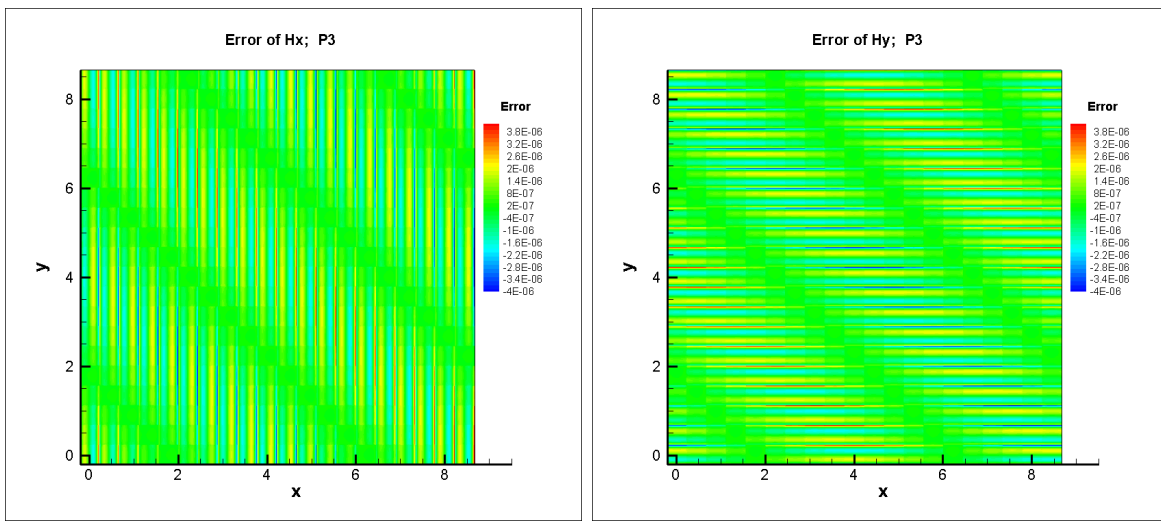 Error of Hx; P3
Error
3.8E-06
3.2E-06
2.6E-06
2E-06
1.4E-06
8E-07
2E-07
-4E-07
-1E-06
-1.6E-06
-2.2E-06
-2.8E-06
-3.4E-06
-4E-06
8
6
4
2
0
y
0 2 4 6 8
x
Error of Hy; P3
Error
3.8E-06
3.2E-06
2.6E-06
2E-06
1.4E-06
8E-07
2E-07
-4E-07
-1E-06
-1.6E-06
-2.2E-06
-2.8E-06
-3.4E-06
-4E-06
8
6
4
2
0
y
0 2 4 6 8
x